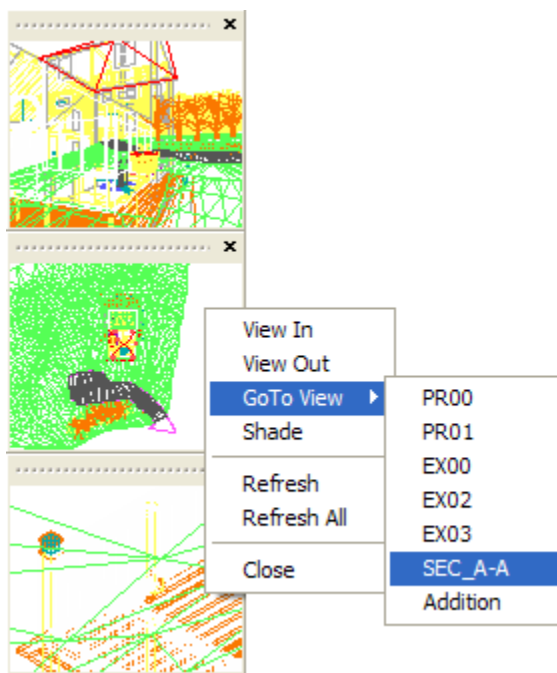 View In
View Out
GoTo View
Shade
Refresh
Refresh All
Close
PR00
PR01
EX00
EX02
EX03
SEC_A-A
Addition